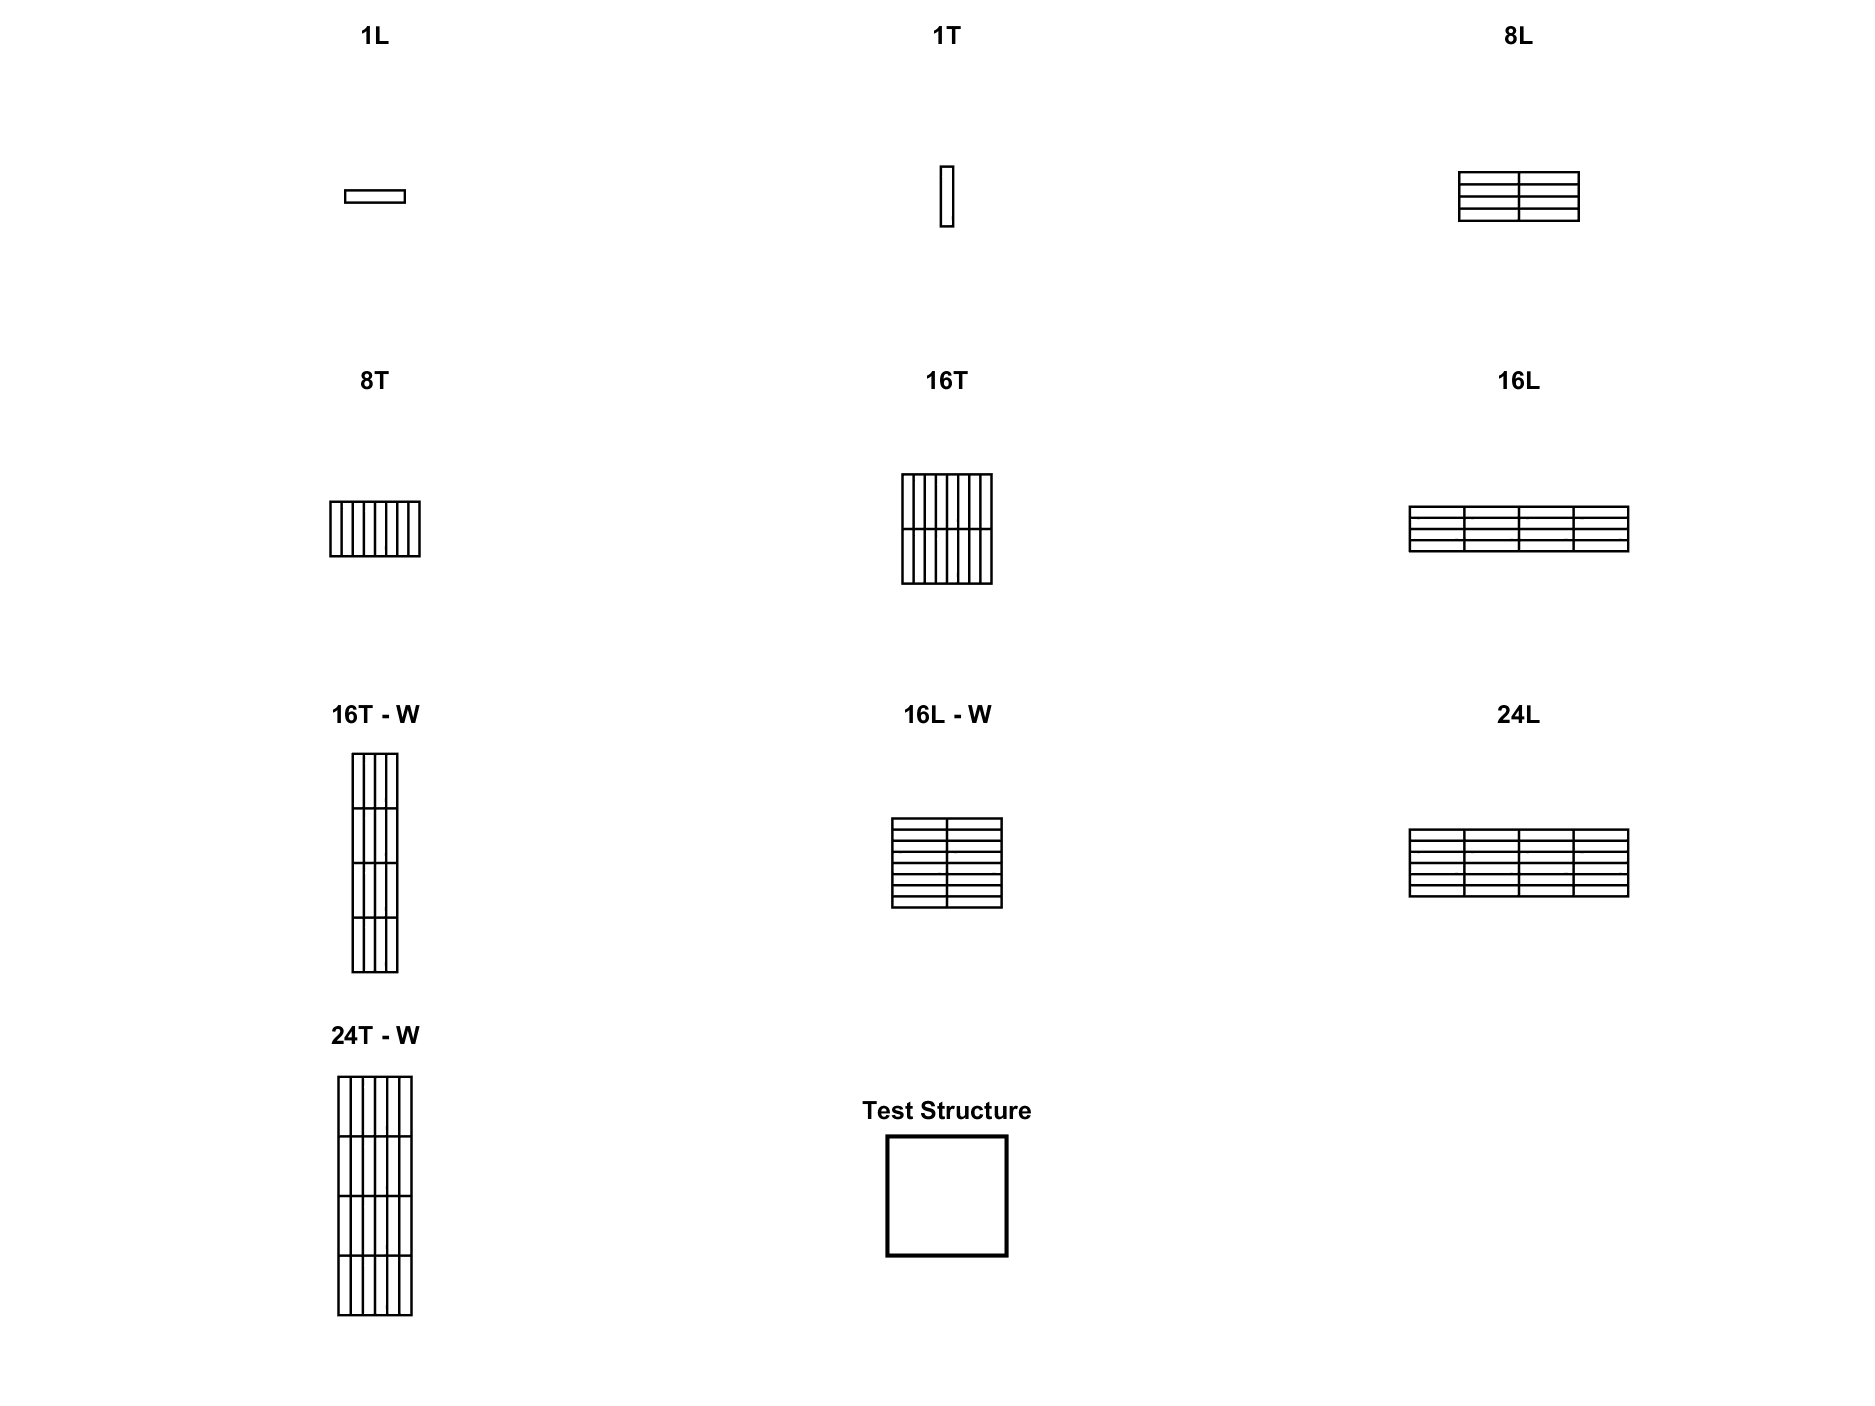 1L
1T
8L
8T
16T
16L
16T - W
16L - W
24L
24T - W
Test Structure